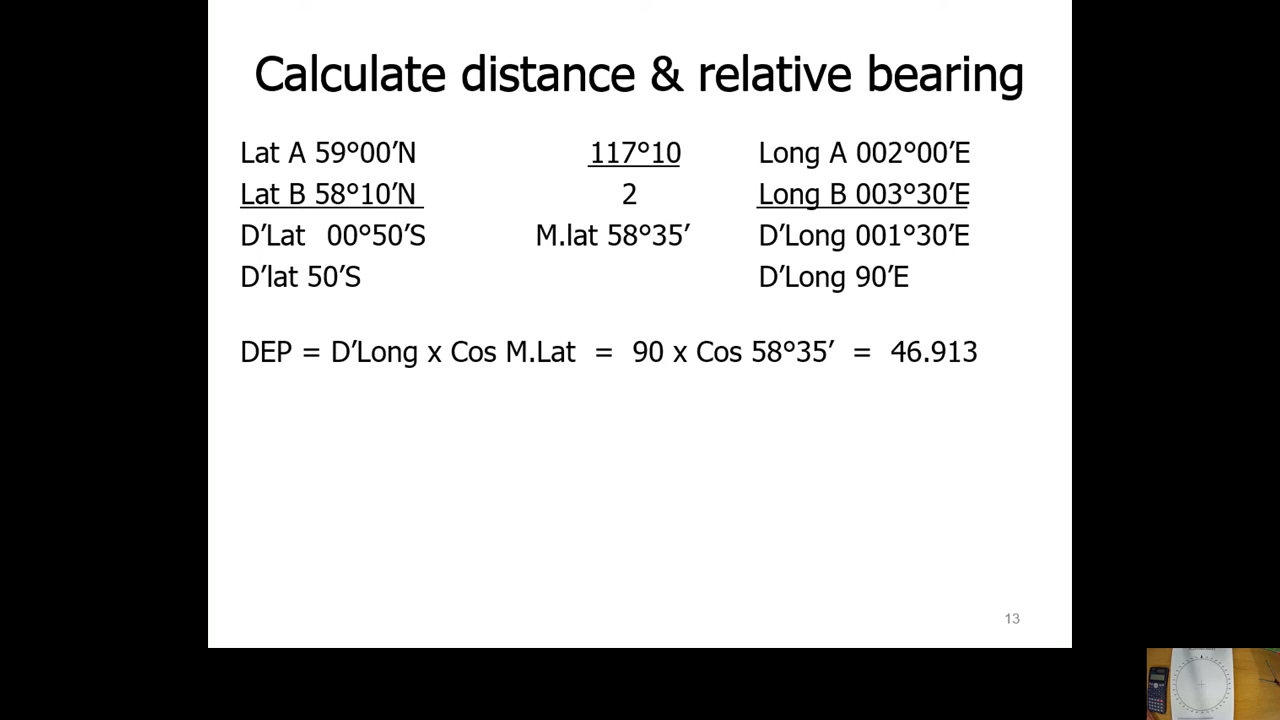 Calculate distance & relative bearing
Lat A 59°00’N
Lat B 58°10’N
D’Lat 00°50’S
D’lat 50’S
117°10
2
M.lat 58°35’
Long A 002°00’E
Long B 003°30’E
D’Long 001°30’E
D’Long 90’E
DEP = D’Long x Cos M.Lat = 90 x Cos 58°35’ = 46.913
13